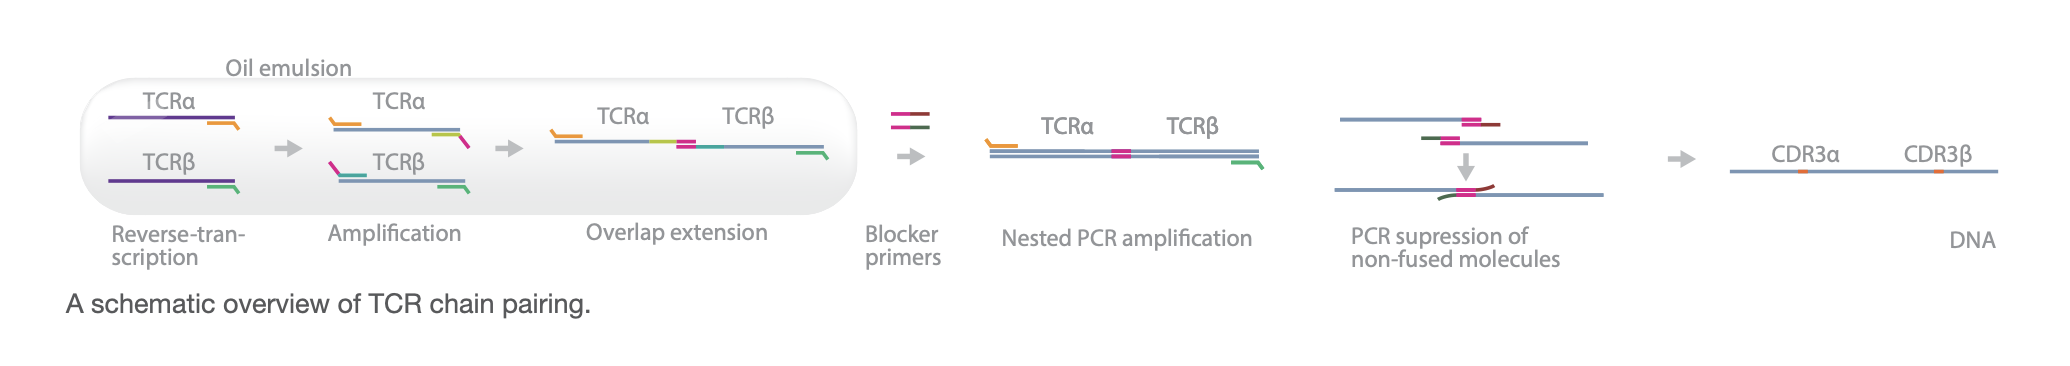 Oil emulsion
TCRα
TCRβ
Reverse-tran-
scription
TCRα
TCRβ
Amplification
TCRα
TCRβ
Overlap extension
Blocker
primers
TCRα
TCRβ
Nested PCR amplification
PCR supression of
non-fused molecules
CDR3α
CDR3β
DNA
A schematic overview of TCR chain pairing.